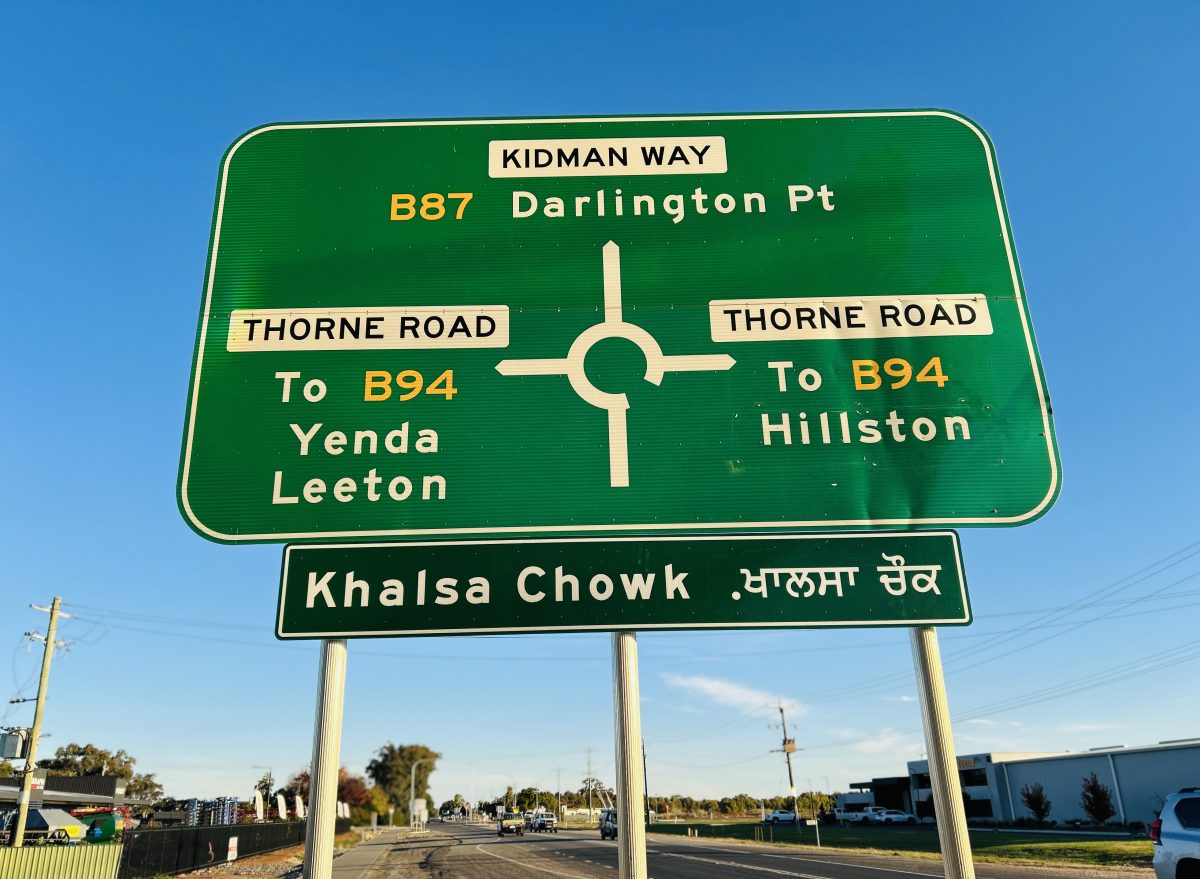 KIDMAN WAY
B87 Darlington Pt
THORNE ROAD
To B94
Yenda
Leeton
THORNE ROAD
To B94
Hillston
Khalsa Chowk .ਖਾਲਸਾ ਚੌਕ